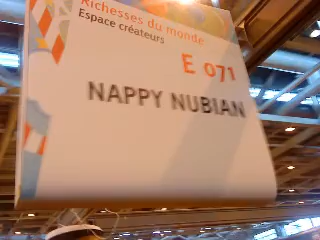 Richesses du monde
Espace créateurs
E 071
NAPPY NUBIAN